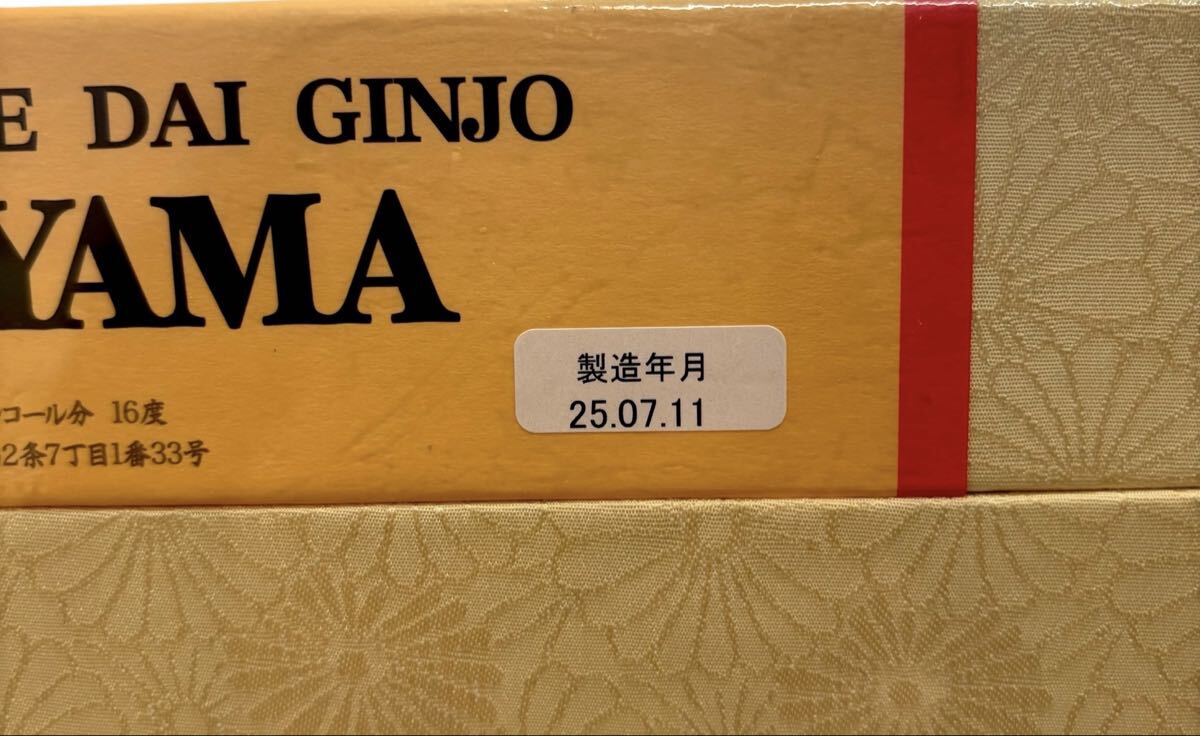 E DAI GINJO
YAMA
製造年月
25.07.11
コール分 16度
2条7丁目1番33号